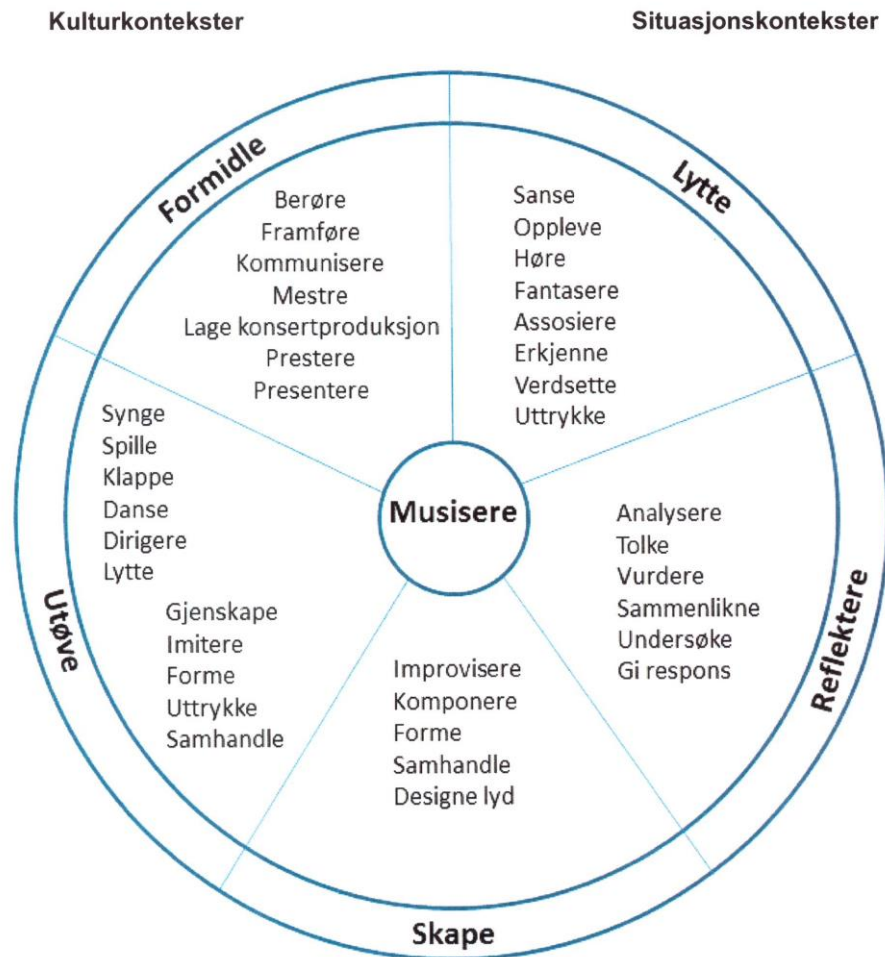 Kulturkontekster
Situasjonskontekster
Formidle
Berøre
Framføre
Kommunisere
Mestre
Lage konsertproduksjon
Prestere
Presentere
Lytte
Sanse
Oppleve
Høre
Fantasere
Assosiere
Erkjenne
Verdsette
Uttrykke
Musisere
Utøve
Synge
Spille
Klappe
Danse
Dirigere
Lytte
Gjenskape
Imitere
Forme
Uttrykke
Samhandle
Reflektere
Analysere
Tolke
Vurdere
Sammenlikne
Undersøke
Gi respons
Improvisere
Komponere
Forme
Samhandle
Designe lyd
Skape